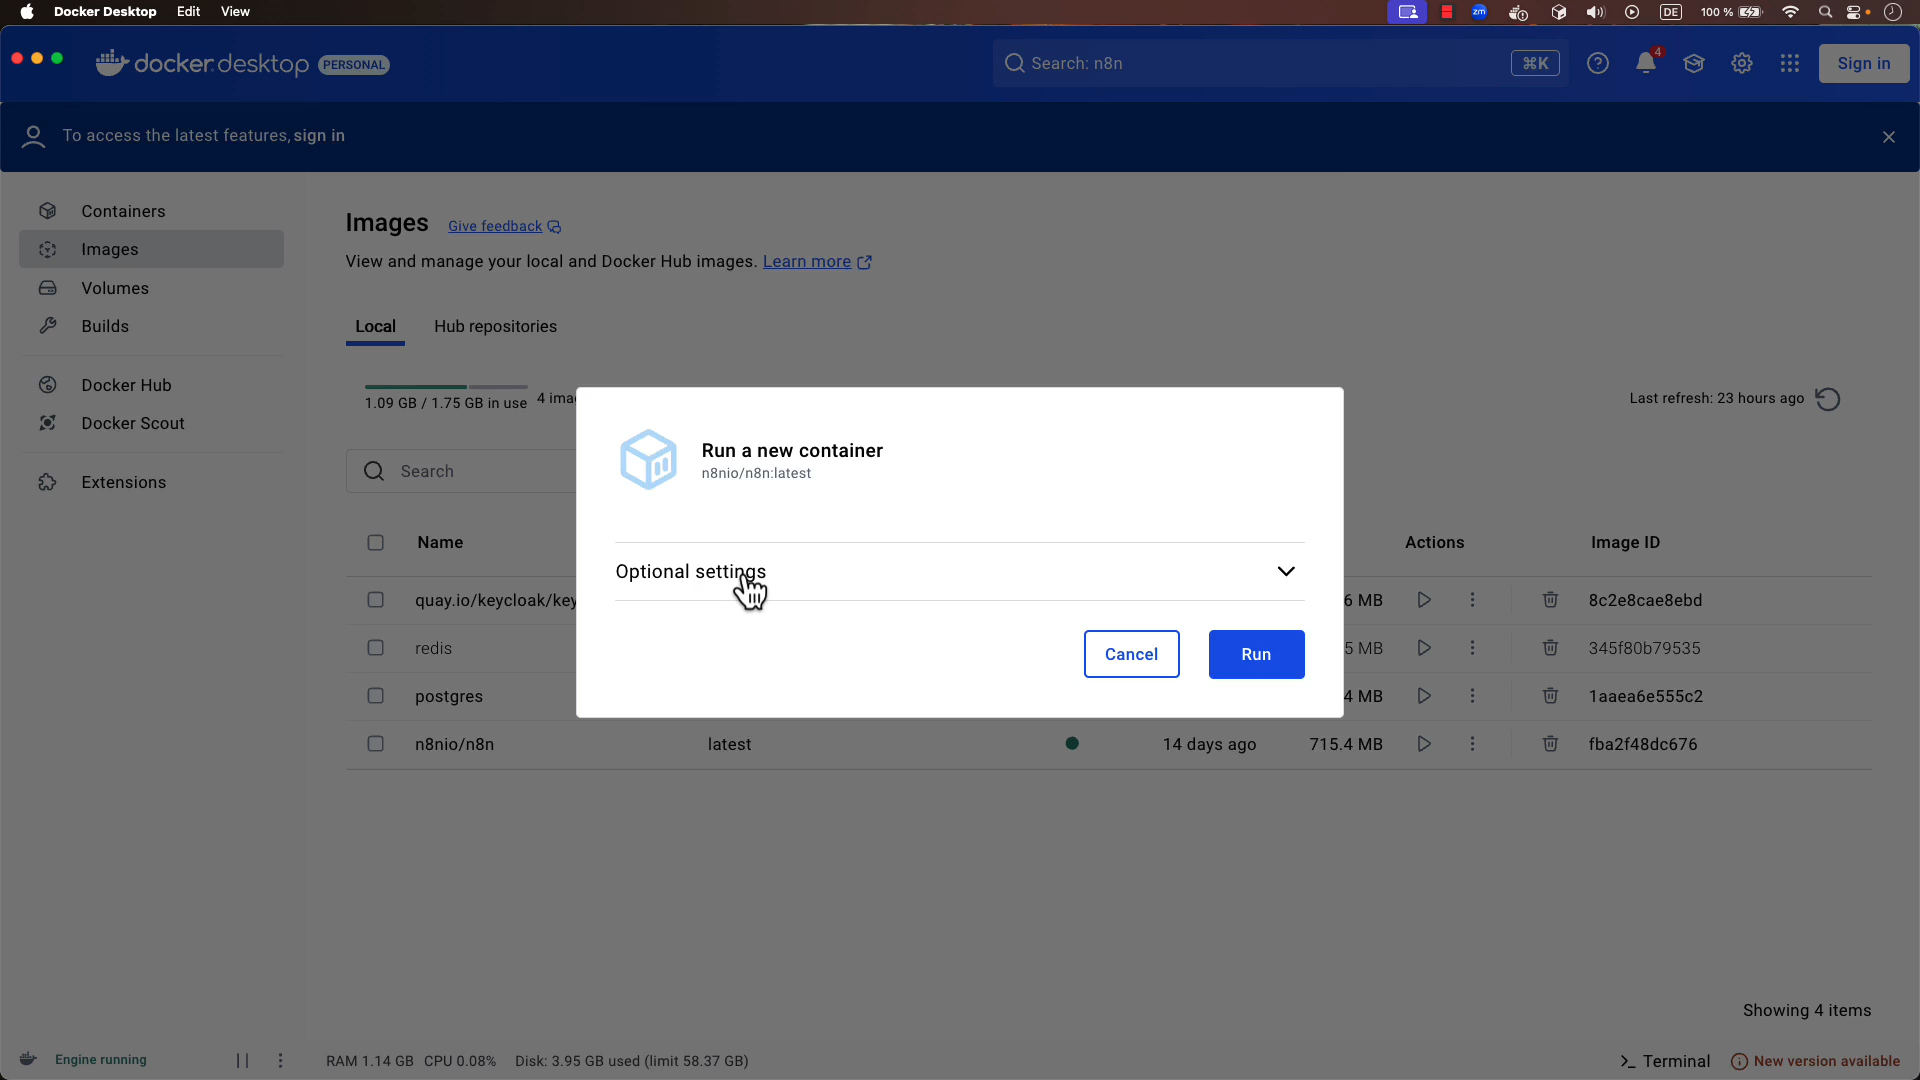 Docker Desktop Edit View
zm DE 100 %
docker.desktop PERSONAL
Search: n8n ⌘K 4 Sign in
To access the latest features, sign in
Containers
Images
Volumes
Builds
Docker Hub
Docker Scout
Extensions
Images Give feedback
View and manage your local and Docker Hub images. Learn more
Local Hub repositories
1.09 GB / 1.75 GB in use
Last refresh: 23 hours ago
Search
Run a new container
n8nio/n8n:latest
Optional settings
Cancel Run
Name Actions Image ID
quay.io/keycloak/key 6 MB 8c2e8cae8ebd
redis 5 MB 345f80b79535
postgres 4 MB 1aaea6e555c2
n8nio/n8n latest 14 days ago 715.4 MB fba2f48dc676
Showing 4 items
Engine running RAM 1.14 GB CPU 0.08% Disk: 3.95 GB used (limit 58.37 GB) >_ Terminal New version available